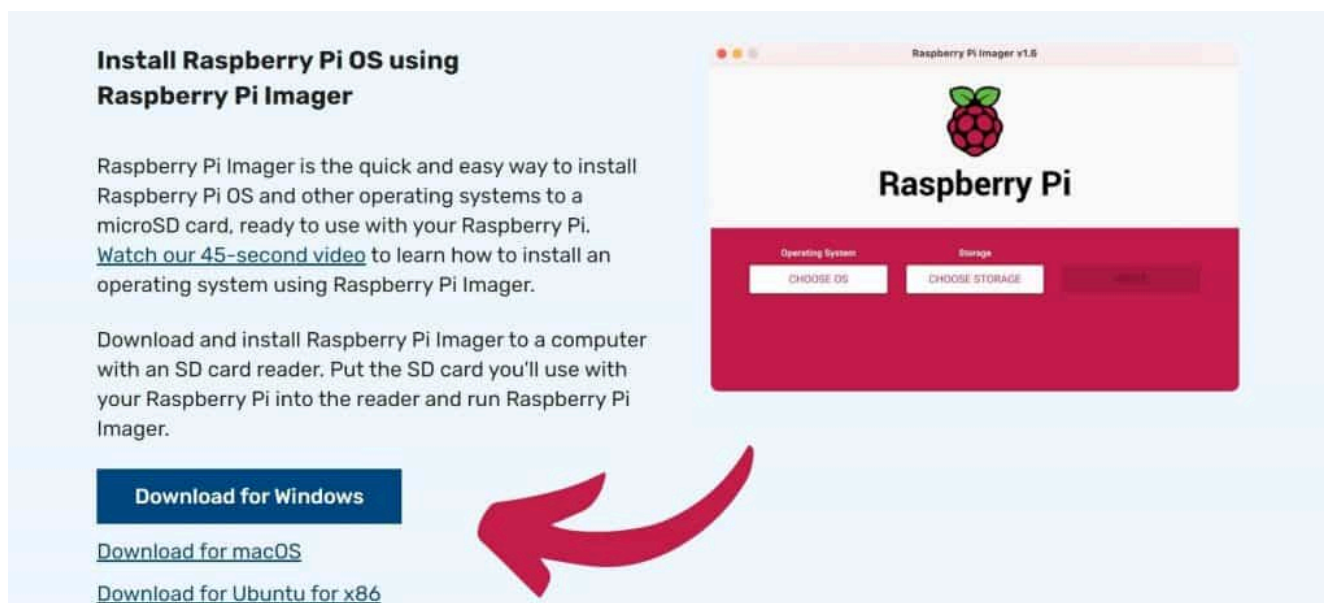 Install Raspberry Pi OS using
Raspberry Pi Imager
Raspberry Pi Imager is the quick and easy way to install
Raspberry Pi OS and other operating systems to a
microSD card, ready to use with your Raspberry Pi.
Watch our 45-second video to learn how to install an
operating system using Raspberry Pi Imager.
Download and install Raspberry Pi Imager to a computer
with an SD card reader. Put the SD card you'll use with
your Raspberry Pi into the reader and run Raspberry Pi
Imager.
Download for Windows
Download for macOS
Download for Ubuntu for x86
Raspberry Pi Imager v1.6
Raspberry Pi
Operating System
Storage
CHOOSE OS
CHOOSE STORAGE